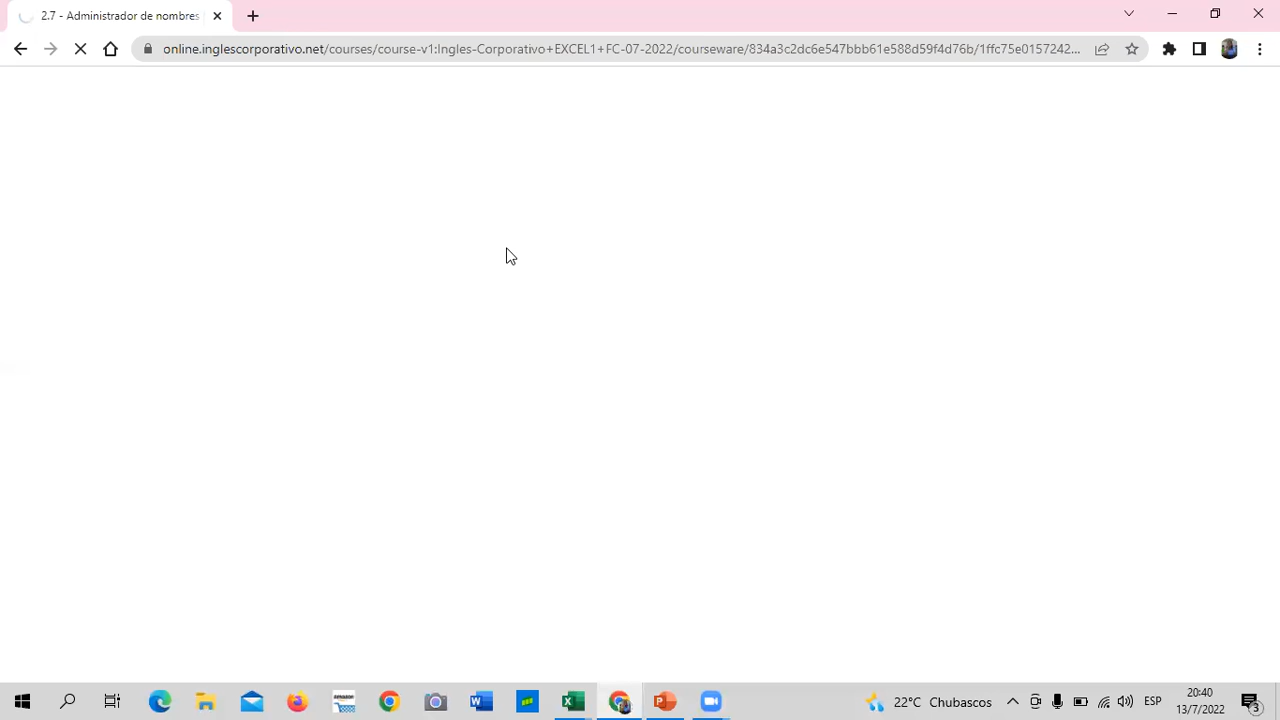 2.7 - Administrador de nombres
online.inglescorporativo.net/courses/course-v1:Ingles-Corporativo+EXCEL1+FC-07-2022/courseware/834a3c2dc6e547bbb61e588d59f4d76b/1ffc75e0157242...
22°C Chubascos
ESP
20:40
13/7/2022
3